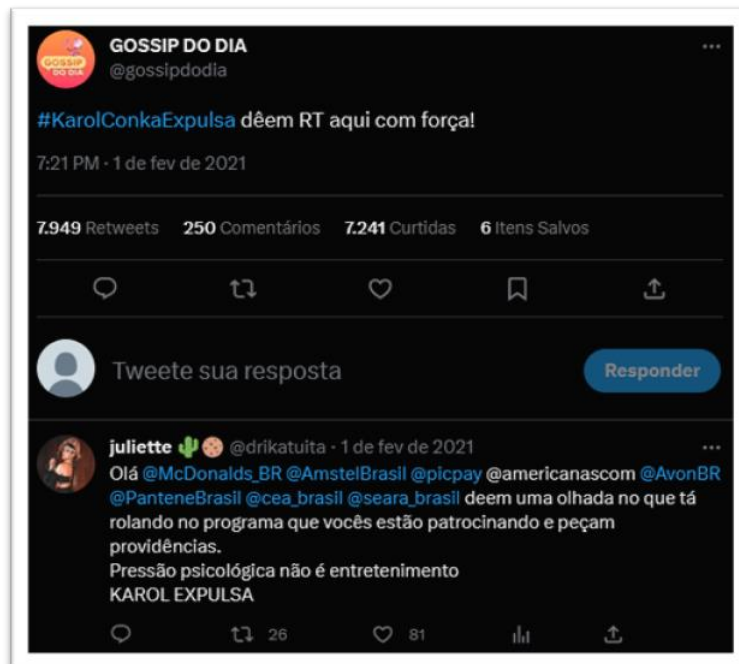 GOSSIP DO DIA
@gossipdodia
GOSSIP
DO DIA
#KarolConkaExpulsa dêem RT aqui com força!
7:21 PM · 1 de fev de 2021
7.949 Retweets 250 Comentários 7.241 Curtidas 6 Itens Salvos
Tweete sua resposta
Responder
juliette @drikatuita · 1 de fev de 2021
Olá @McDonalds_BR @AmstelBrasil @picpay @americanascom @AvonBR
@PanteneBrasil @cea_brasil @seara_brasil deem uma olhada no que tá
rolando no programa que vocês estão patrocinando e peçam
providências.
Pressão psicológica não é entretenimento
KAROL EXPULSA
26 81